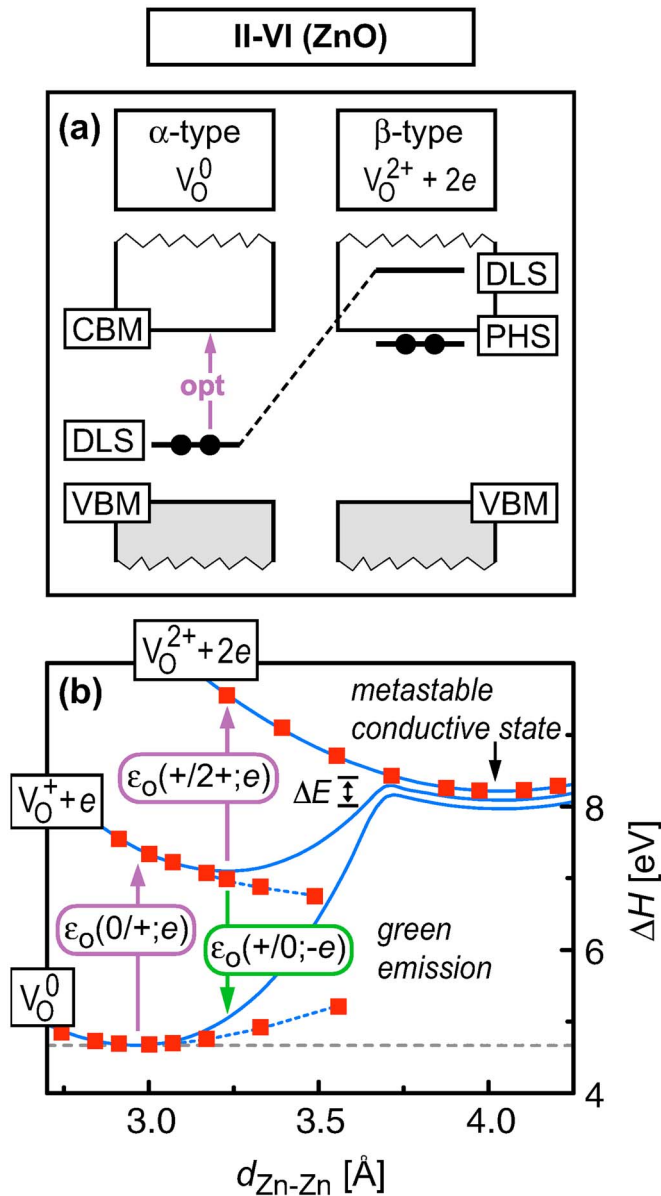 II-VI (ZnO)
(a)
α-type
V_O^0
β-type
V_O^2+ + 2e
DLS
CBM
PHS
opt
DLS
VBM
VBM
(b)
V_O^2+ + 2e
metastable
conductive state
ε_o(+/2+;e)
ΔE
8
V_O^+ + e
ΔH [eV]
ε_o(0/+;e)
ε_o(+/0;-e)
green
emission
6
V_O^0
4
3.0
3.5
4.0
d_Zn-Zn [Å]